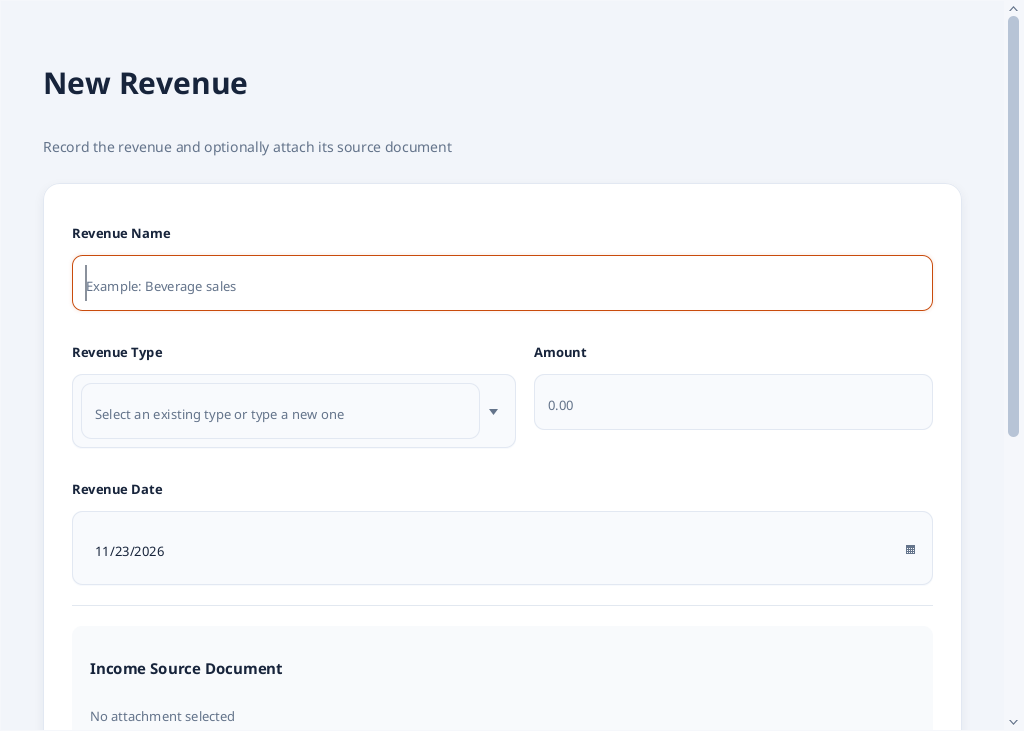 New Revenue
Record the revenue and optionally attach its source document
Revenue Name
Example: Beverage sales
Revenue Type
Amount
Select an existing type or type a new one
0.00
Revenue Date
11/23/2026
Income Source Document
No attachment selected